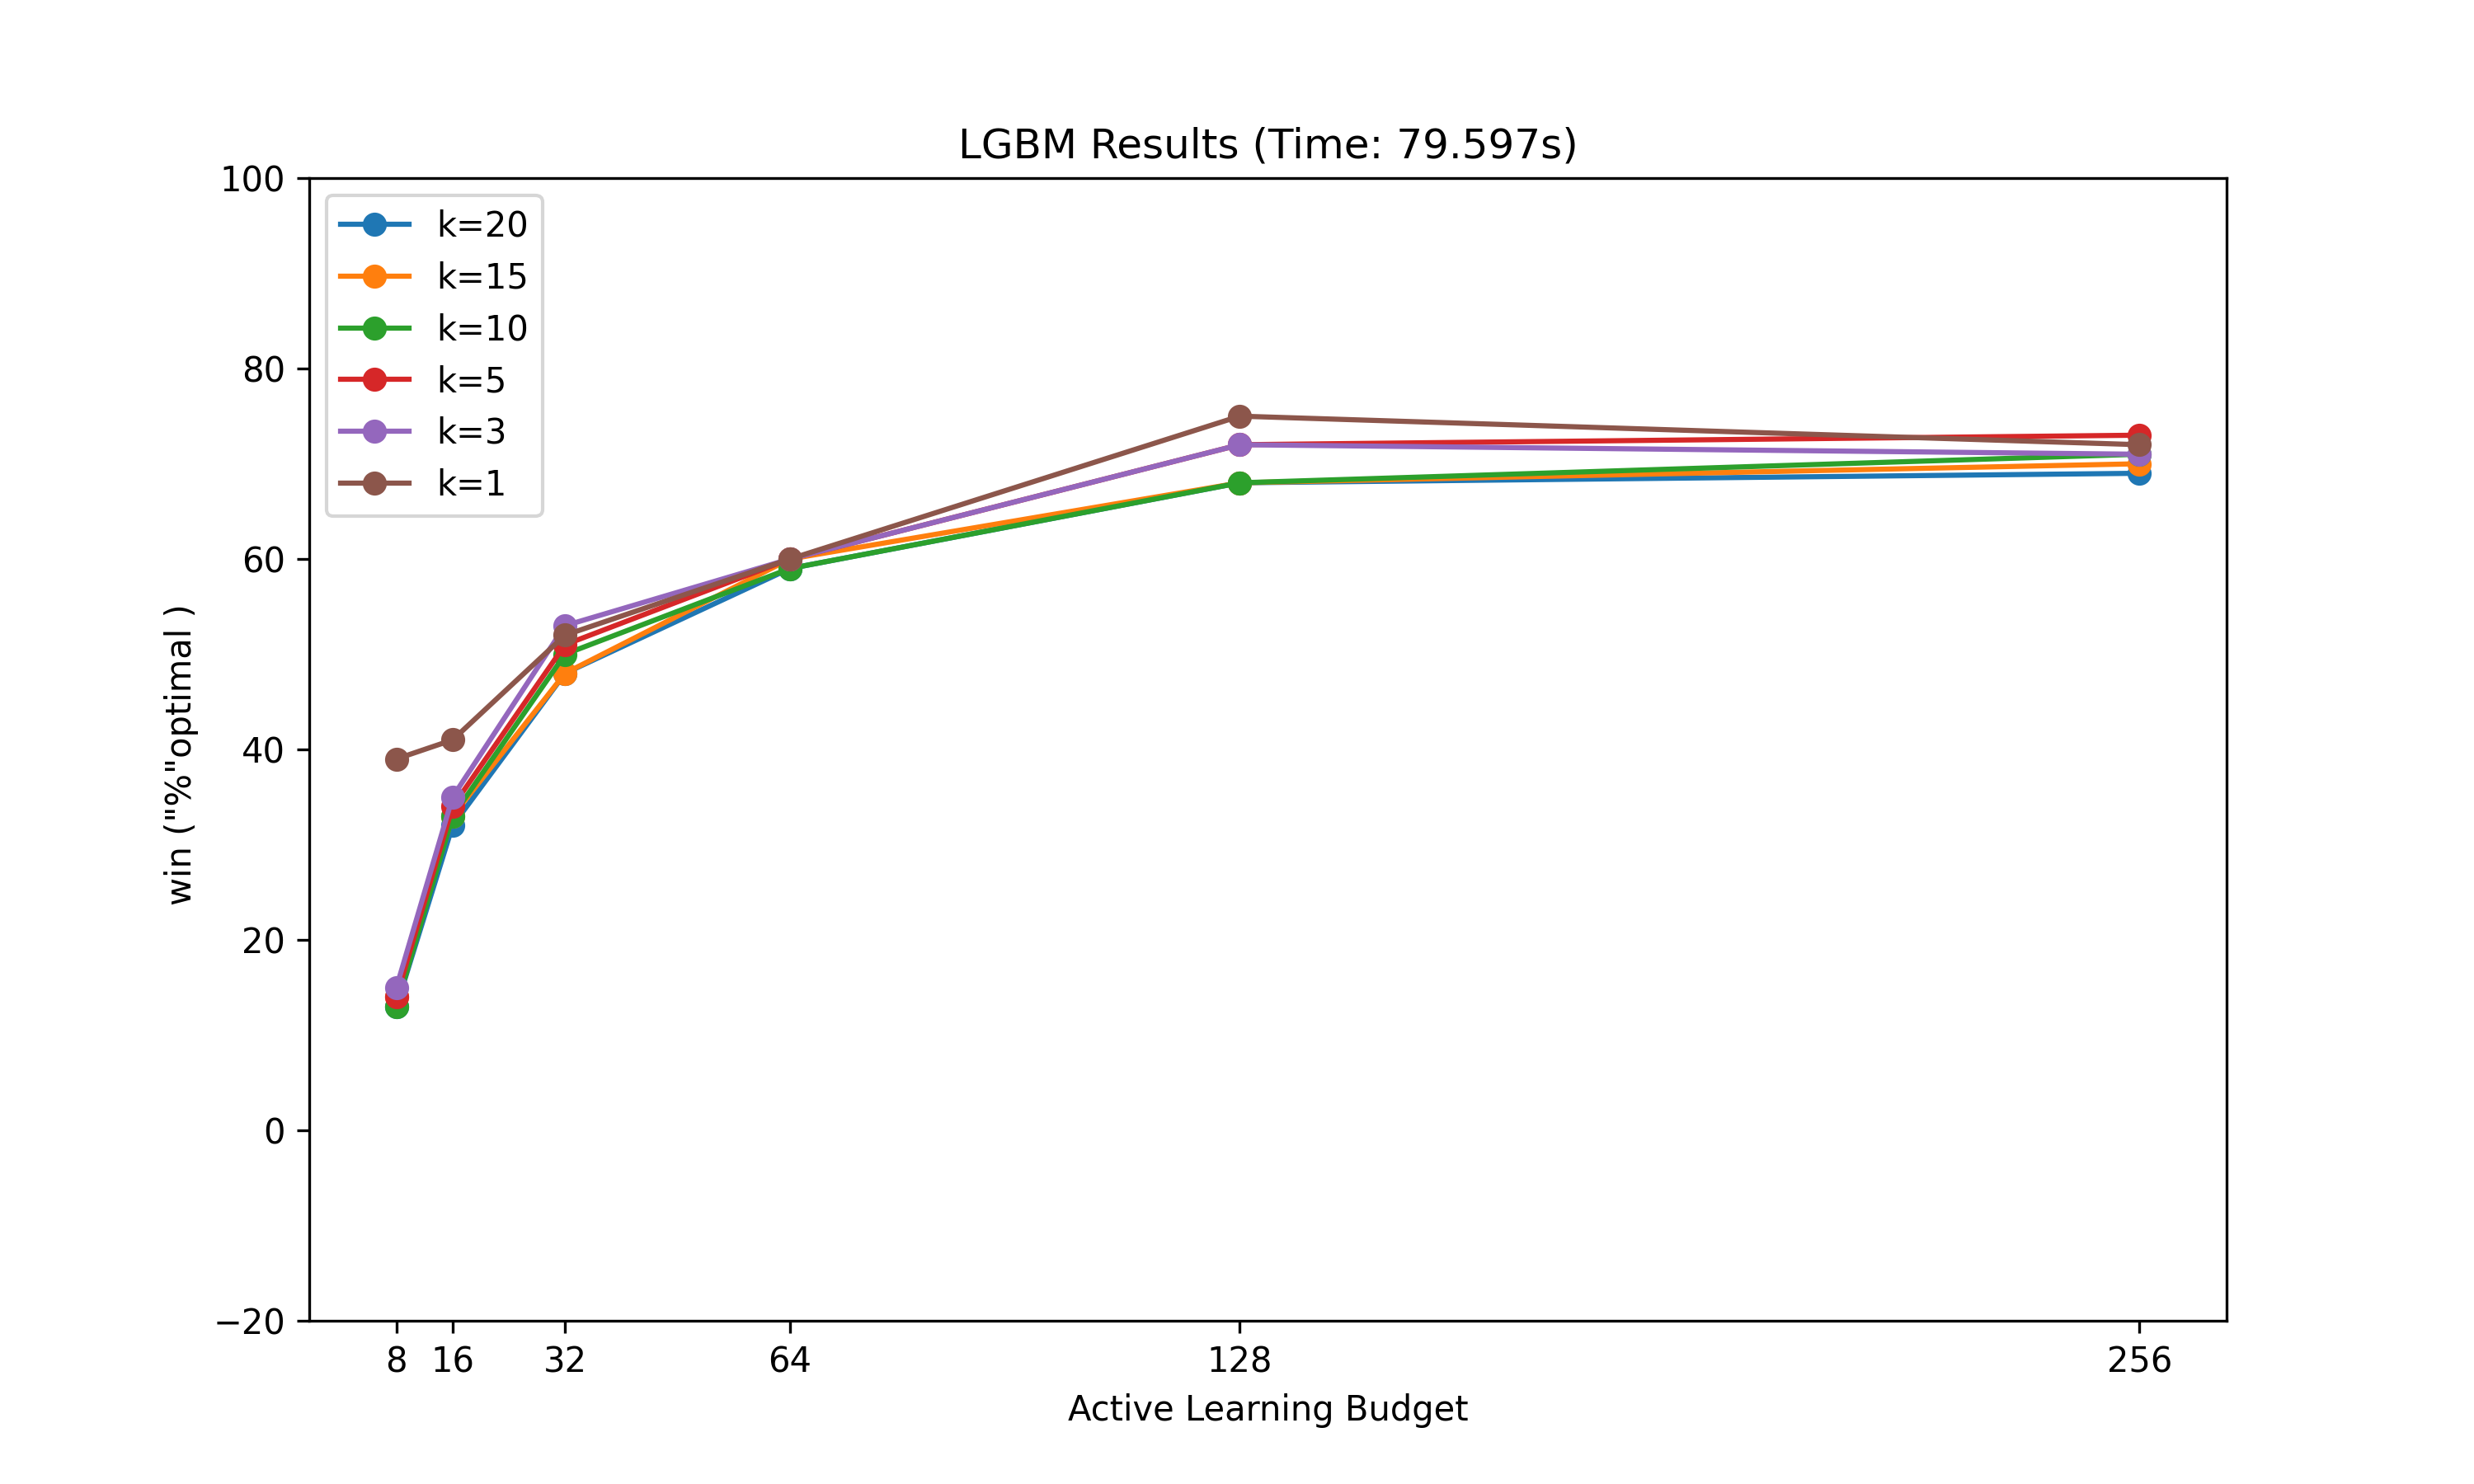 LGBM Results (Time: 79.597s)
100
80
60
40
20
0
−20
win ("%"optimal )
k=20
k=15
k=10
k=5
k=3
k=1
8 16 32 64 128 256
Active Learning Budget